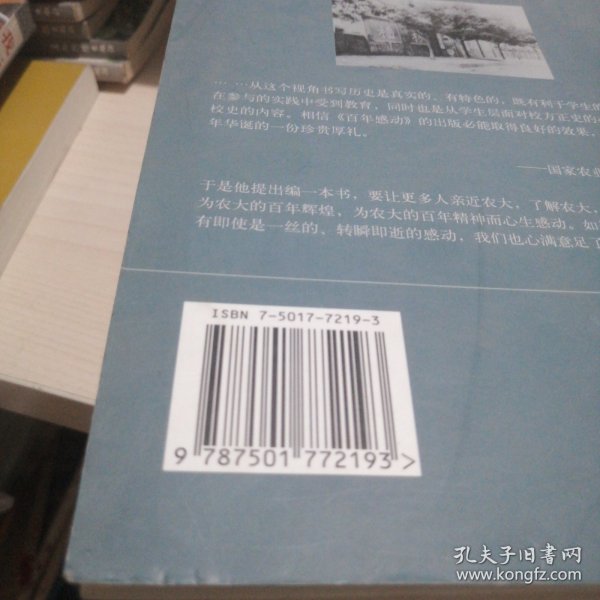 … …从这个视角书写历史是真实的、有特色的，既有利于学生的
在参与的实践中受到教育，同时也是从学生层面对校方正史的
校史的内容。相信《百年感动》的出版必能取得良好的效果，
年华诞的一份珍贵厚礼。
——国家农业
于是他提出编一本书，要让更多人亲近农大，了解农大，
为农大的百年辉煌，为农大的百年精神而心生感动。如
有即使是一丝的、转瞬即逝的感动，我们也心满意足了
ISBN 7-5017-7219-3
9 787501 772193 >
孔夫子旧书网
www.kongfz.com